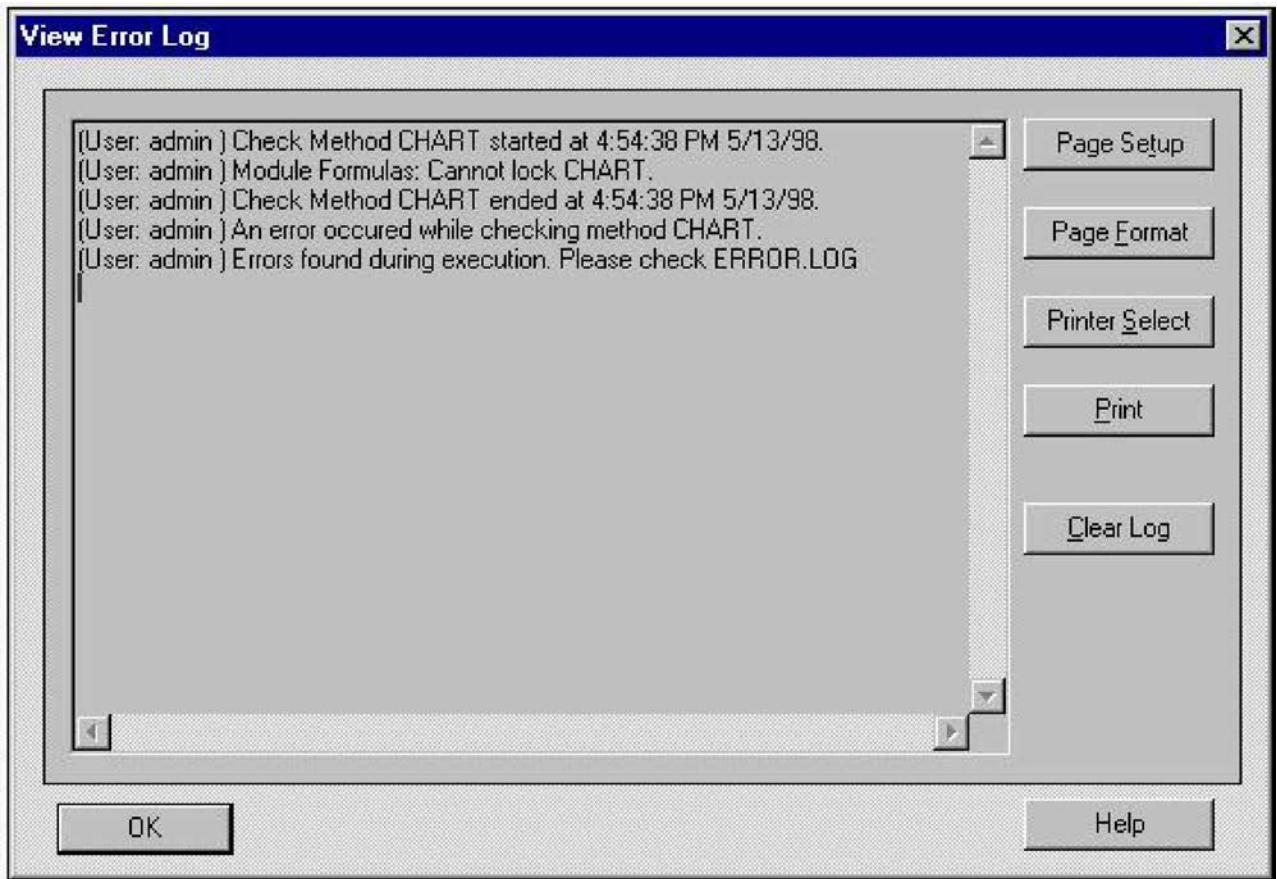 View Error Log
(User: admin ) Check Method CHART started at 4:54:38 PM 5/13/98.
(User: admin ) Module Formulas: Cannot lock CHART.
(User: admin ) Check Method CHART ended at 4:54:38 PM 5/13/98.
(User: admin ) An error occured while checking method CHART.
(User: admin ) Errors found during execution. Please check ERROR.LOG
Page Setup
Page Format
Printer Select
Print
Clear Log
OK
Help